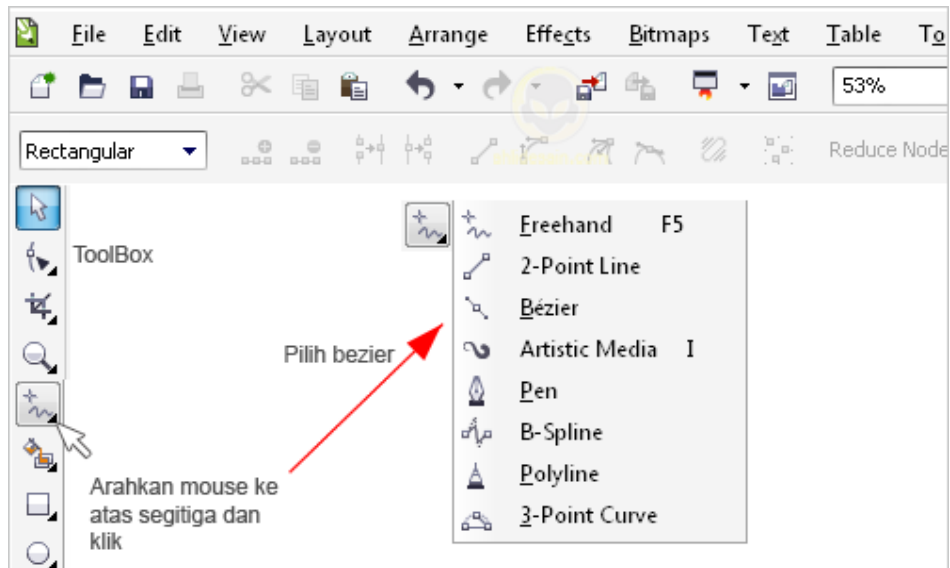 File Edit View Layout Arrange Effects Bitmaps Text Table To
53%
Rectangular Reduce Node
ToolBox
Freehand F5
2-Point Line
Bézier
Artistic Media I
Pen
B-Spline
Polyline
3-Point Curve
Pilih bezier
Arahkan mouse ke
atas segitiga dan
klik